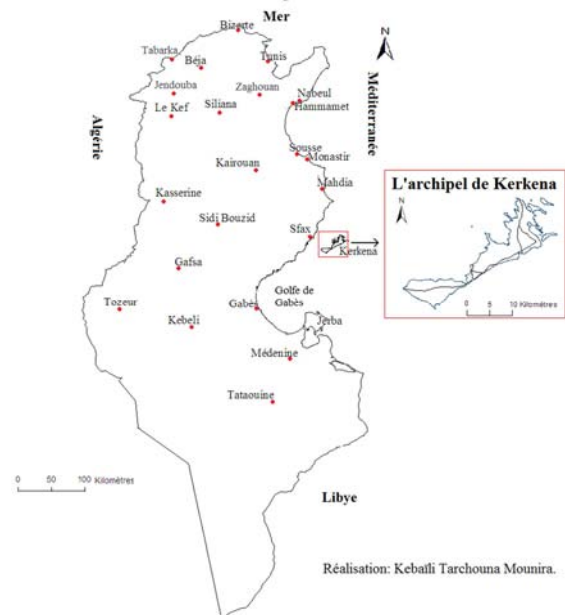 Mer
Bizerte
Tabarka
Béja
Tunis
N
Jendouba
Zaghouan
Nabeul
Hammamet
Le Kef
Siliana
Méditerranée
Algérie
Sousse
Monastir
Kairouan
Mahdia
Kasserine
Sidi Bouzid
Sfax
Kerkena
L'archipel de Kerkena
N
0 5 10 Kilomètres
Gafsa
Golfe de
Gabès
Tozeur
Gabès
Kebeli
Jerba
Médenine
Tataouine
0 50 100 Kilomètres
Libye
Réalisation: Kebaïli Tarchouna Mounira.